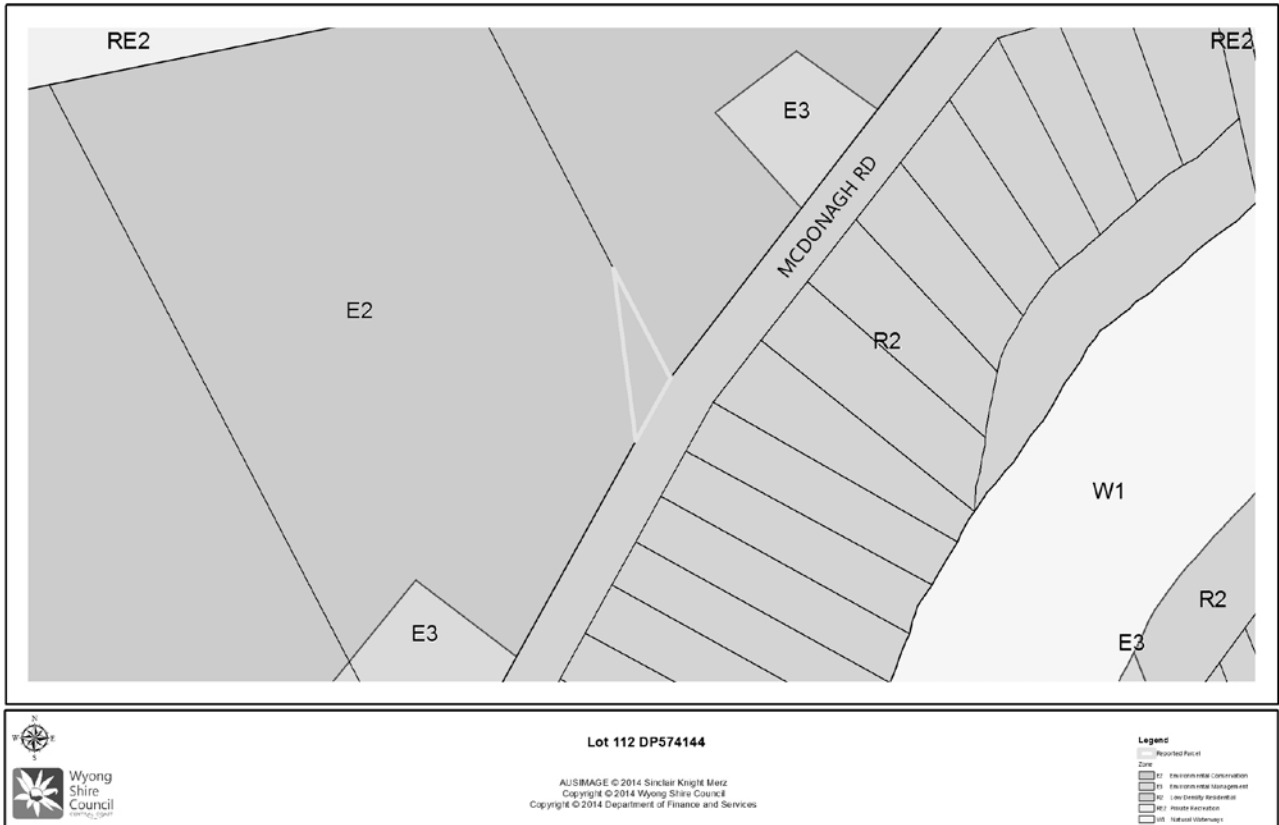 RE2
RE2
E3
MCDONAGH RD
E2
R2
W1
R2
E3
E3
N
W
E
S
Wyong
Shire
Council
CENTRAL COAST
Lot 112 DP574144
AUSIMAGE © 2014 Sinclair Knight Merz
Copyright © 2014 Wyong Shire Council
Copyright © 2014 Department of Finance and Services
Legend
Reported Parcel
Zone
E2 Environmental Conservation
E3 Environmental Management
R2 Low Density Residential
RE2 Private Recreation
W1 Natural Waterways